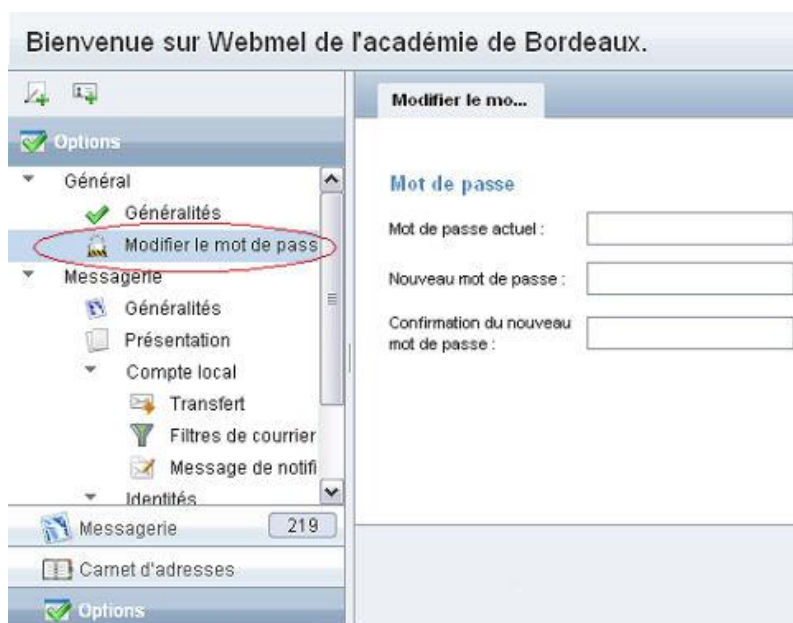 Bienvenue sur Webmel de l'académie de Bordeaux.
Options
Général
Généralités
Modifier le mot de pass
Messagerie
Généralités
Présentation
Compte local
Transfert
Filtres de courrier
Message de notifi
Identités
Messagerie 219
Carnet d'adresses
Options
Modifier le mo...
Mot de passe
Mot de passe actuel :
Nouveau mot de passe :
Confirmation du nouveau
mot de passe :